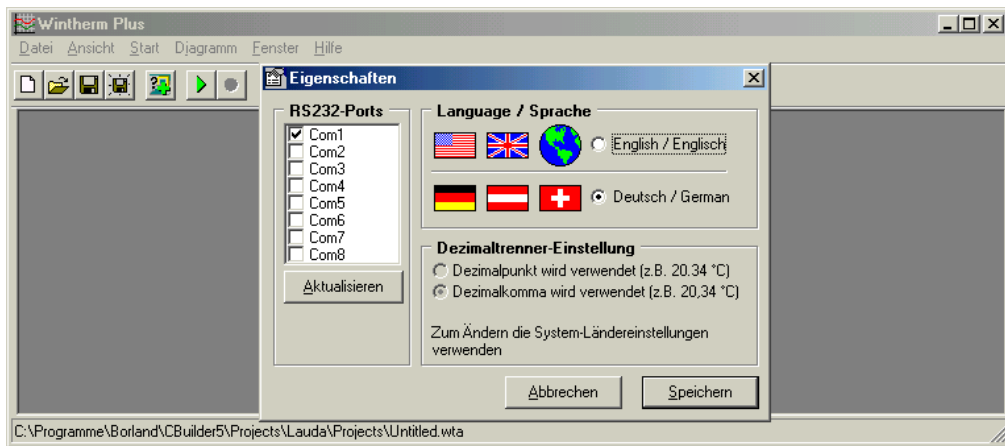 Wintherm Plus
Datei Ansicht Start Djagramm Fenster Hilfe
Eigenschaften
RS232-Ports
Com1
Com2
Com3
Com4
Com5
Com6
Com7
Com8
Aktualisieren
Language / Sprache
English / Englisch
Deutsch / German
Dezimaltrenner-Einstellung
Dezimalpunkt wird verwendet (z.B. 20.34 °C)
Dezimalkomma wird verwendet (z.B. 20,34 °C)
Zum Ändern die System-Ländereinstellungen
verwenden
Abbrechen Speichern
C:\Programme\Borland\CBuilder5\Projects\Lauda\Projects\Untitled.wta